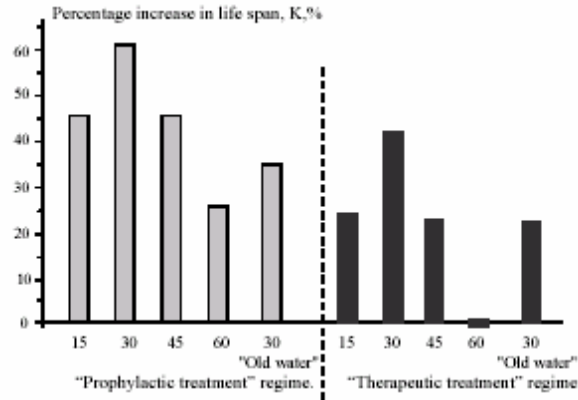 Percentage increase in life span, K,%
60
50
40
30
20
10
0
15 30 45 60 30 15 30 45 60 30
"Old water" "Old water"
“Prophylactic treatment” regime. “Therapeutic treatment” regime